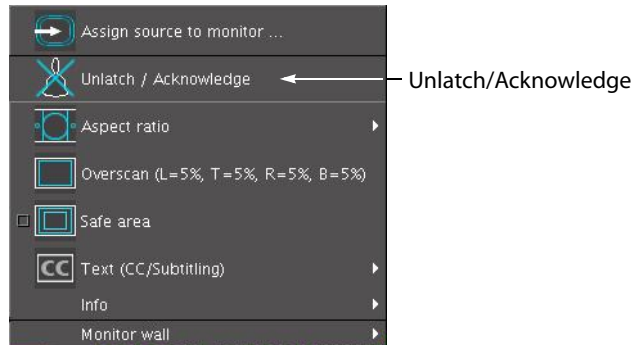 Assign source to monitor ...
Unlatch / Acknowledge
Unlatch/Acknowledge
Aspect ratio
Overscan (L=5%, T=5%, R=5%, B=5%)
Safe area
CC Text (CC/Subtitling)
Info
Monitor wall